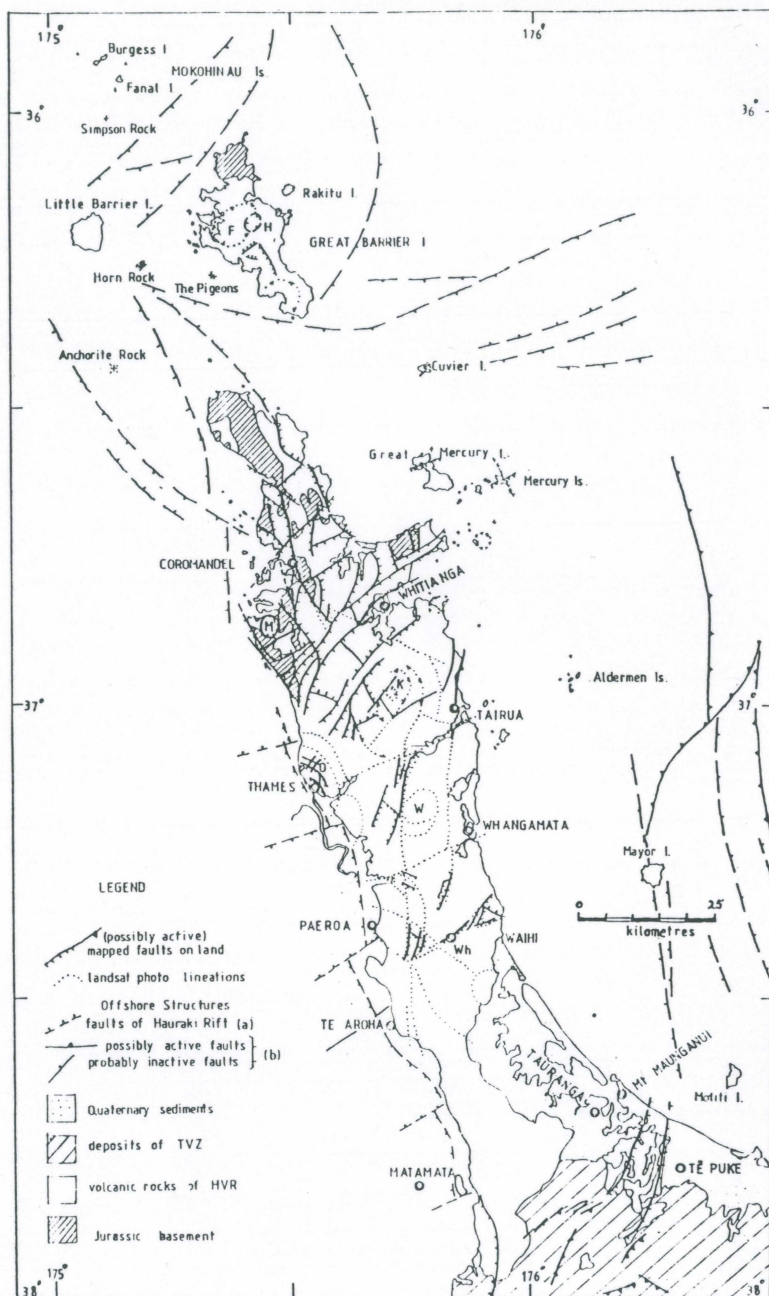 175°
176°
Burgess I
MOKOHINAU Is.
Fanal I.
36°
36°
Simpson Rock
Rakitu I.
Little Barrier I.
F
H
GREAT BARRIER I
Horn Rock
The Pigeons
Anchorite Rock
Cuvier I.
Great Mercury I.
Mercury Is.
COROMANDEL
WHITIANGA
M
Aldermen Is.
K
37°
37°
TAIRUA
THAMES
W
WHANGAMATA
Mayor I.
LEGEND
0 25
kilometres
(possibly active)
mapped faults on land
PAEROA
WAIHI
Wh
landsat photo lineations
Offshore Structures
faults of Hauraki Rift (a)
TE AROHA
possibly active faults
probably inactive faults } (b)
TAURANGA
Mt MAUNGANUI
Motiti I.
Quaternary sediments
deposits of TVZ
TE PUKE
MATAMATA
volcanic rocks of HVR
Jurassic basement
175°
176°
38°
38°